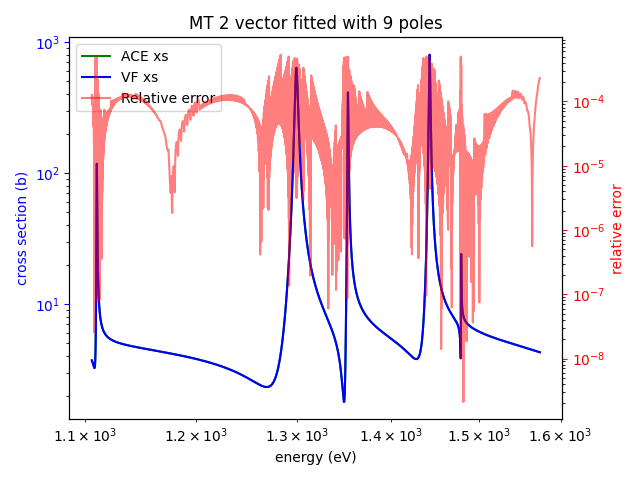 MT 2 vector fitted with 9 poles
ACE xs
VF xs
Relative error
10³
10²
10¹
cross section (b)
10⁻⁴
10⁻⁵
10⁻⁶
10⁻⁷
10⁻⁸
relative error
1.1 × 10³ 1.2 × 10³ 1.3 × 10³ 1.4 × 10³ 1.5 × 10³ 1.6 × 10³
energy (eV)